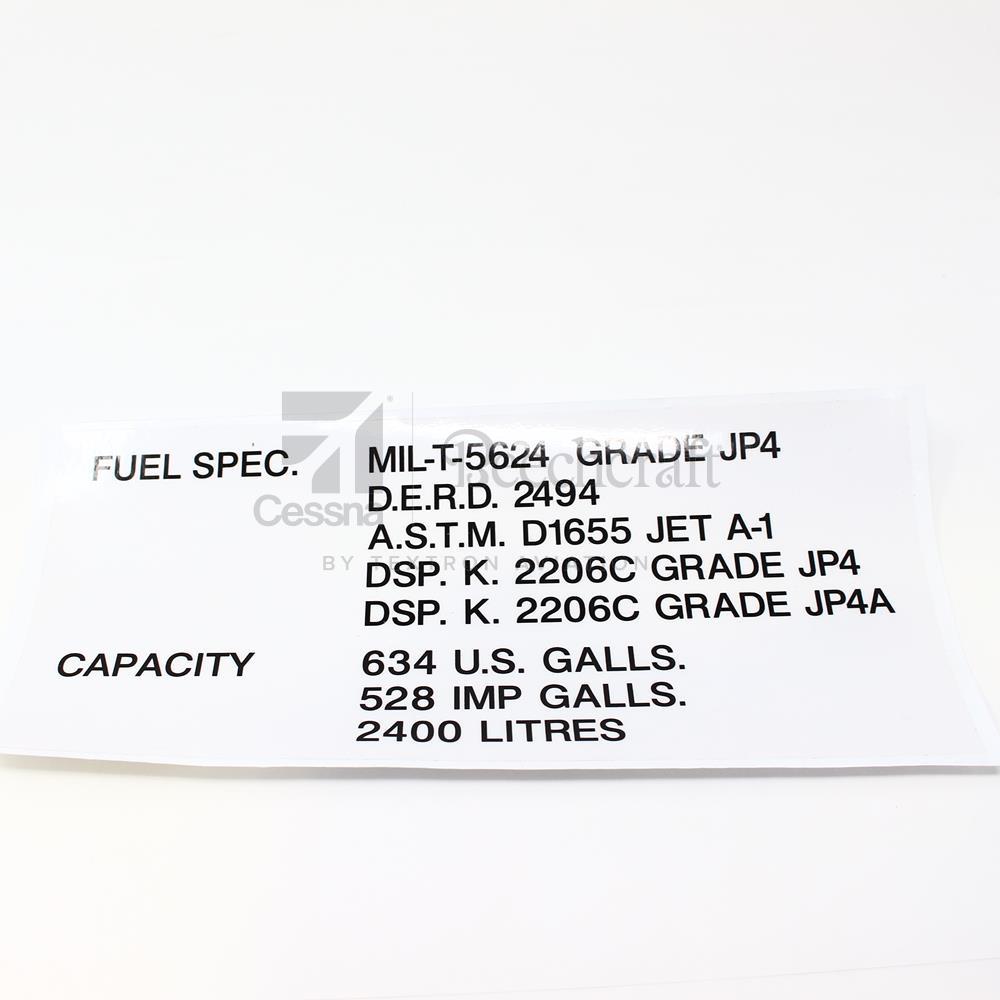 FUEL SPEC. MIL-T-5624 GRADE JP4
D.E.R.D. 2494
A.S.T.M. D1655 JET A-1
DSP. K. 2206C GRADE JP4
DSP. K. 2206C GRADE JP4A
CAPACITY 634 U.S. GALLS.
528 IMP GALLS.
2400 LITRES
Cessna
Beechcraft
BY TEXTRON AVIATION
®